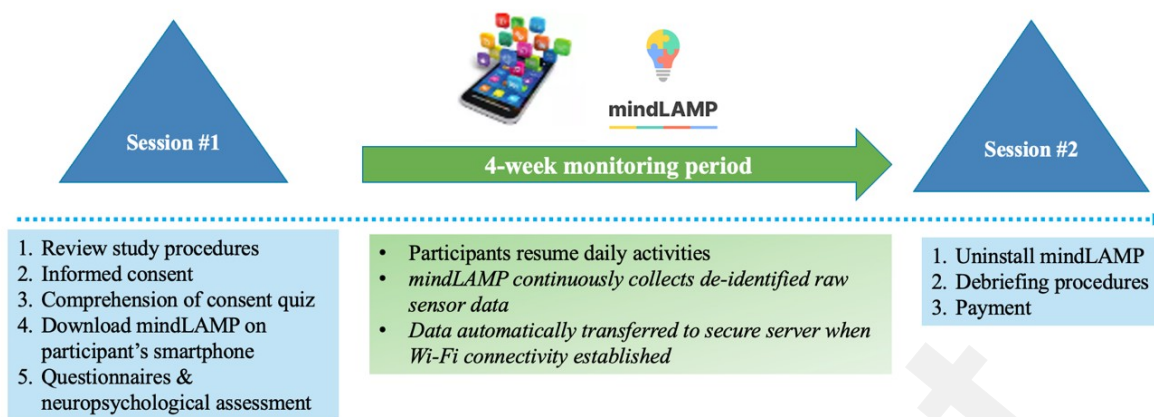 Session #1
mindLAMP
4-week monitoring period
Session #2
1. Review study procedures
2. Informed consent
3. Comprehension of consent quiz
4. Download mindLAMP on
participant's smartphone
5. Questionnaires &
neuropsychological assessment
• Participants resume daily activities
• mindLAMP continuously collects de-identified raw
sensor data
• Data automatically transferred to secure server when
Wi-Fi connectivity established
1. Uninstall mindLAMP
2. Debriefing procedures
3. Payment